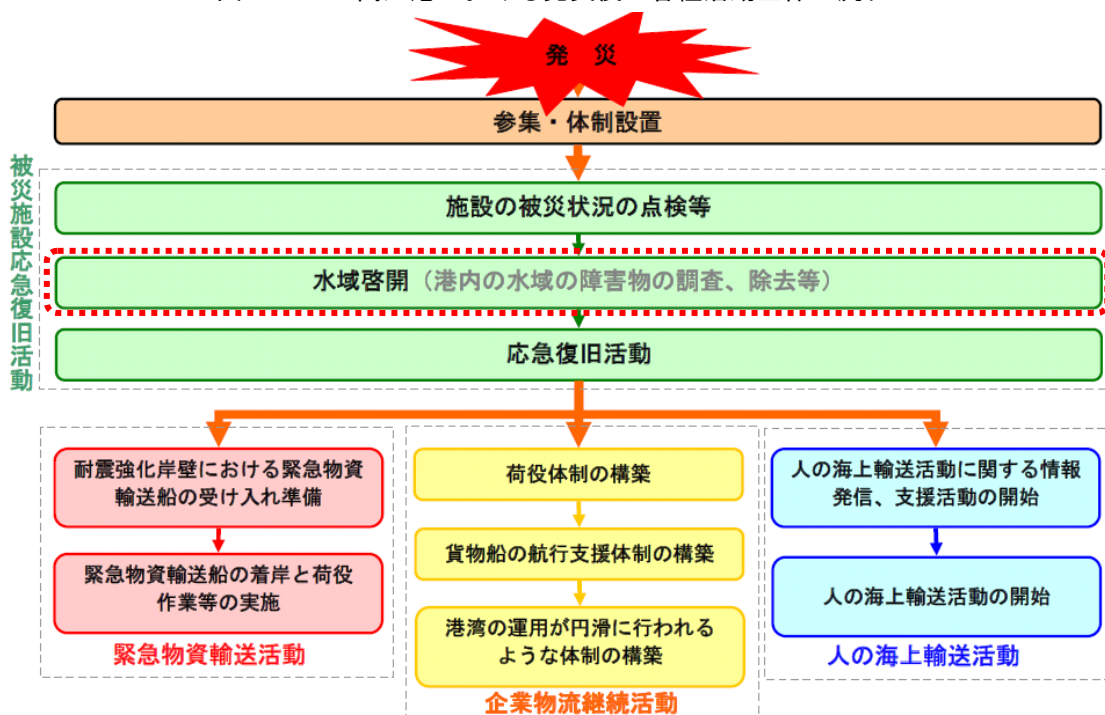 発 災
参集・体制設置
被災施設応急復旧活動
施設の被災状況の点検等
水域啓開（港内の水域の障害物の調査、除去等）
応急復旧活動
耐震強化岸壁における緊急物資
輸送船の受け入れ準備
緊急物資輸送船の着岸と荷役
作業等の実施
緊急物資輸送活動
荷役体制の構築
貨物船の航行支援体制の構築
港湾の運用が円滑に行われる
ような体制の構築
企業物流継続活動
人の海上輸送活動に関する情報
発信、支援活動の開始
人の海上輸送活動の開始
人の海上輸送活動